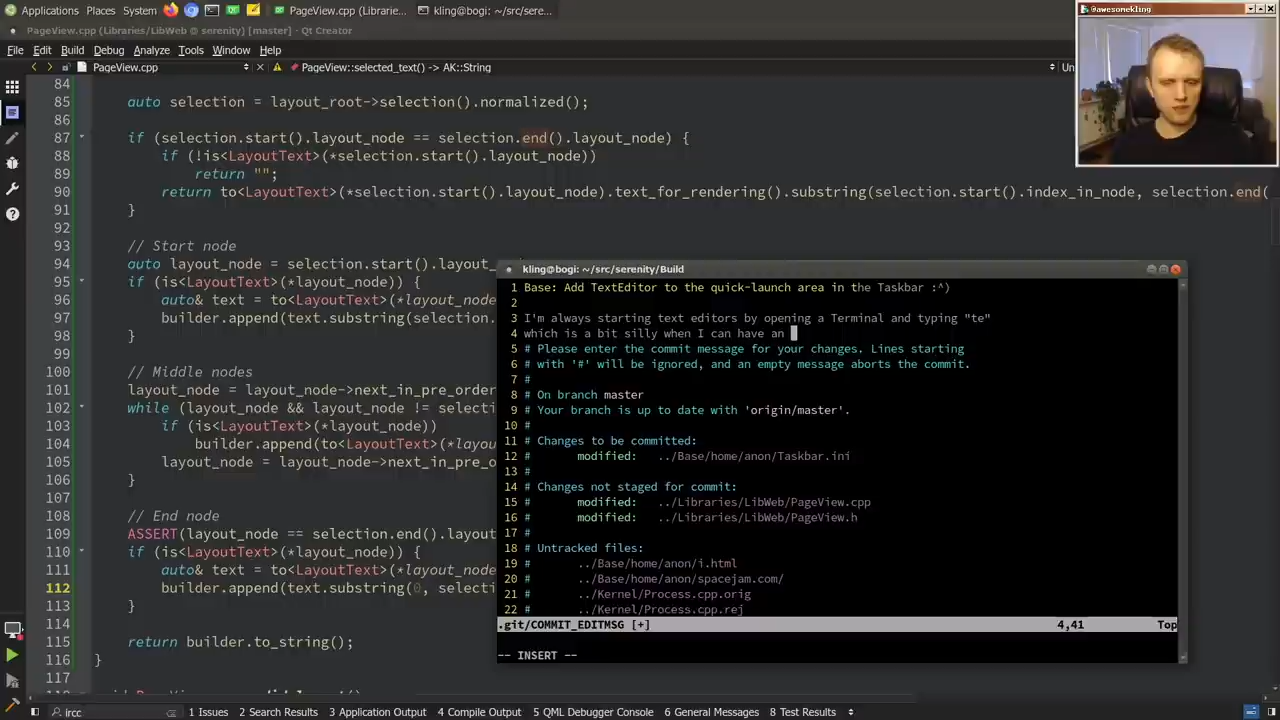 Applications Places System PageView.cpp (Librarie... kling@bogi: ~/src/sere...
@awesomekling
PageView.cpp (Libraries/LibWeb @ serenity) [master] - Qt Creator
File Edit Build Debug Analyze Tools Window Help
PageView.cpp PageView::selected_text() -> AK::String Un
84
85 auto selection = layout_root->selection().normalized();
86
87 if (selection.start().layout_node == selection.end().layout_node) {
88 if (!is<LayoutText>(*selection.start().layout_node))
89 return "";
90 return to<LayoutText>(*selection.start().layout_node).text_for_rendering().substring(selection.start().index_in_node, selection.end(
91 }
92
93 // Start node
94 auto layout_node = selection.start().layout_
95 if (is<LayoutText>(*layout_node)) {
96 auto& text = to<LayoutText>(*layout_node
97 builder.append(text.substring(selection.
98 }
99
100 // Middle nodes
101 layout_node = layout_node->next_in_pre_order
102 while (layout_node && layout_node != selecti
103 if (is<LayoutText>(*layout_node))
104 builder.append(to<LayoutText>(*layou
105 layout_node = layout_node->next_in_pre_o
106 }
107
108 // End node
109 ASSERT(layout_node == selection.end().layout
110 if (is<LayoutText>(*layout_node)) {
111 auto& text = to<LayoutText>(*layout_node
112 builder.append(text.substring(0, selecti
113 }
114
115 return builder.to_string();
116 }
kling@bogi: ~/src/serenity/Build
1 Base: Add TextEditor to the quick-launch area in the Taskbar :^)
2
3 I'm always starting text editors by opening a Terminal and typing "te"
4 which is a bit silly when I can have an
5 # Please enter the commit message for your changes. Lines starting
6 # with '#' will be ignored, and an empty message aborts the commit.
7 #
8 # On branch master
9 # Your branch is up to date with 'origin/master'.
10 #
11 # Changes to be committed:
12 # modified: ../Base/home/anon/Taskbar.ini
13 #
14 # Changes not staged for commit:
15 # modified: ../Libraries/LibWeb/PageView.cpp
16 # modified: ../Libraries/LibWeb/PageView.h
17 #
18 # Untracked files:
19 # ../Base/home/anon/i.html
20 # ../Base/home/anon/spacejam.com/
21 # ../Kernel/Process.cpp.orig
22 # ../Kernel/Process.cpp.rej
.git/COMMIT_EDITMSG [+] 4,41 Top
-- INSERT --
ircc 1 Issues 2 Search Results 3 Application Output 4 Compile Output 5 QML Debugger Console 6 General Messages 8 Test Results